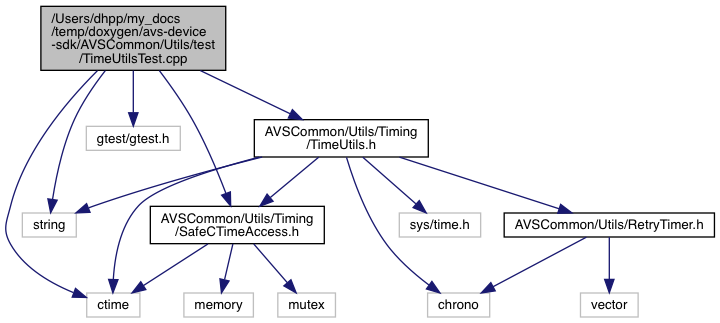 /Users/dhpp/my_docs
/temp/doxygen/avs-device
-sdk/AVSCommon/Utils/test
/TimeUtilsTest.cpp
gtest/gtest.h
AVSCommon/Utils/Timing
/TimeUtils.h
string
AVSCommon/Utils/Timing
/SafeCTimeAccess.h
sys/time.h
AVSCommon/Utils/RetryTimer.h
ctime
memory
mutex
chrono
vector